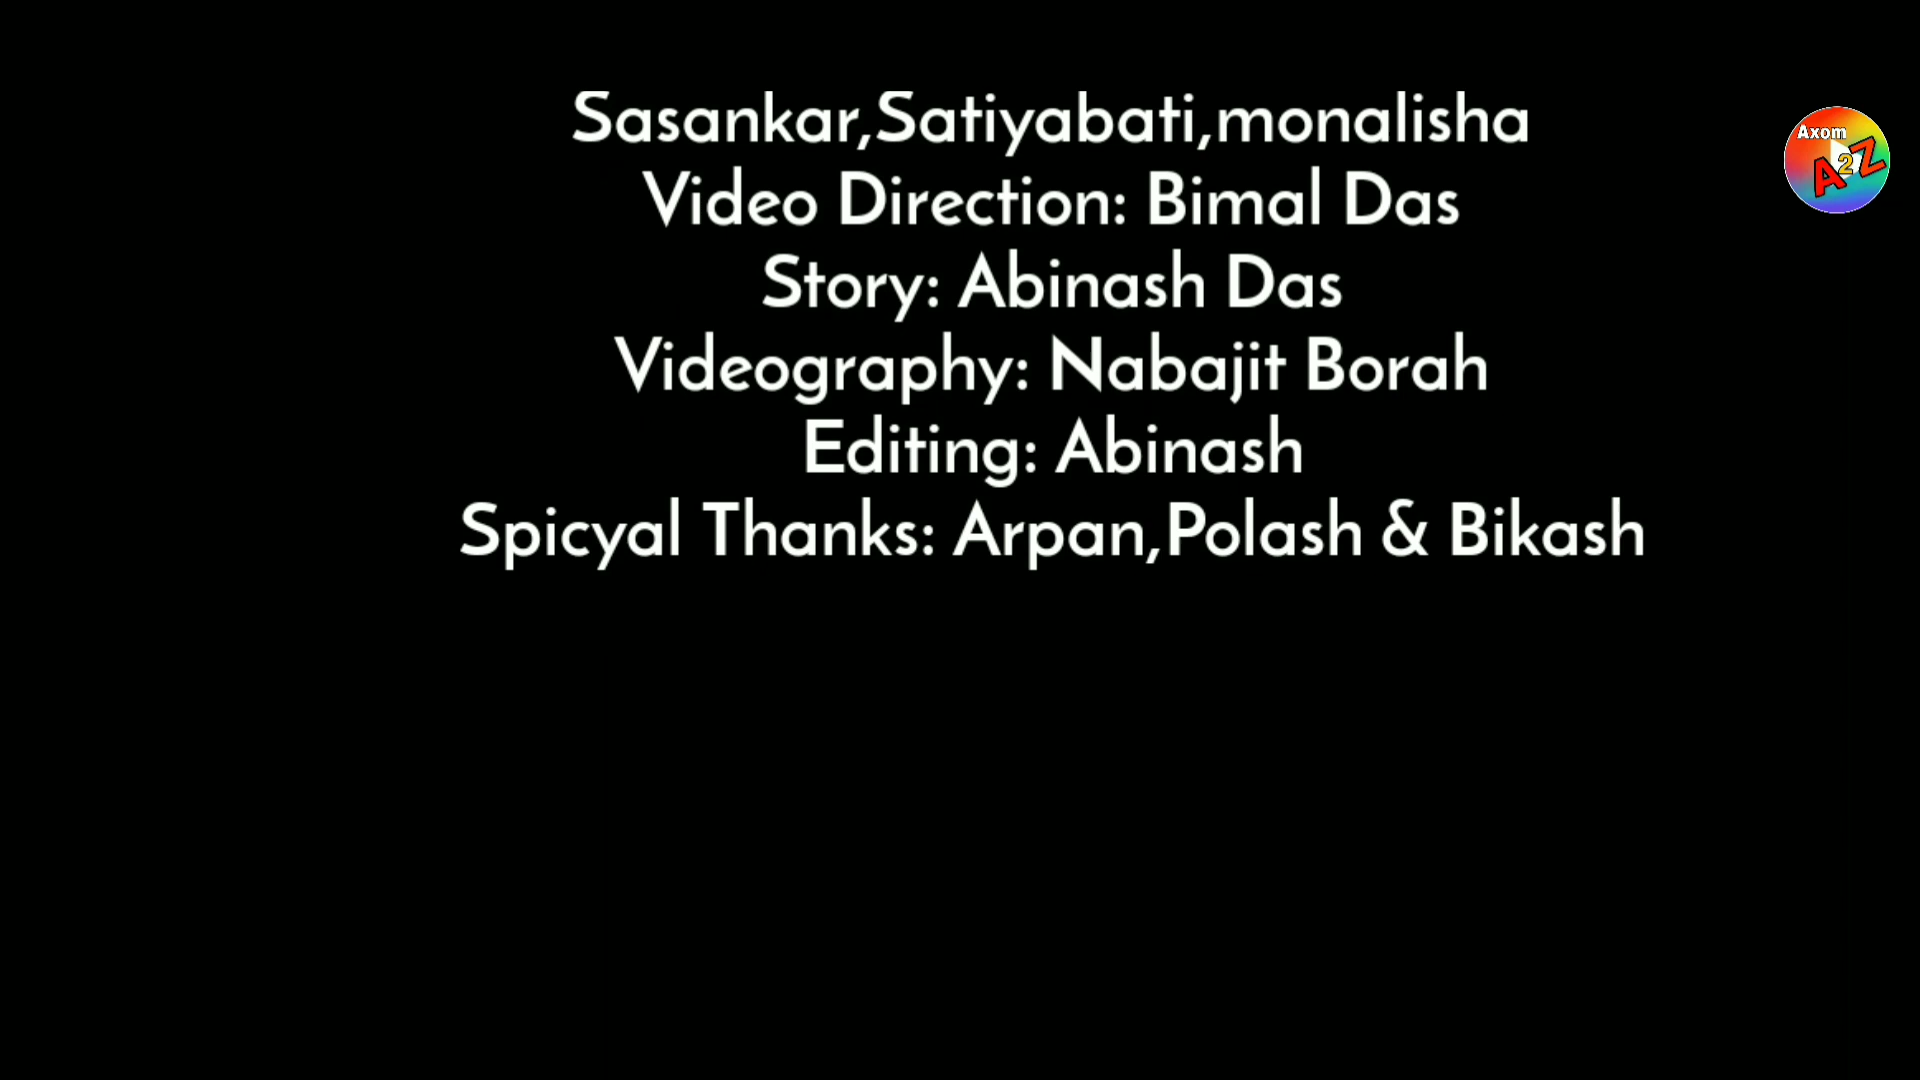 Sasankar,Satiyabati,monalisha
Video Direction: Bimal Das
Story: Abinash Das
Videography: Nabajit Borah
Editing: Abinash
Spicyal Thanks: Arpan,Polash & Bikash
Axom
A2Z